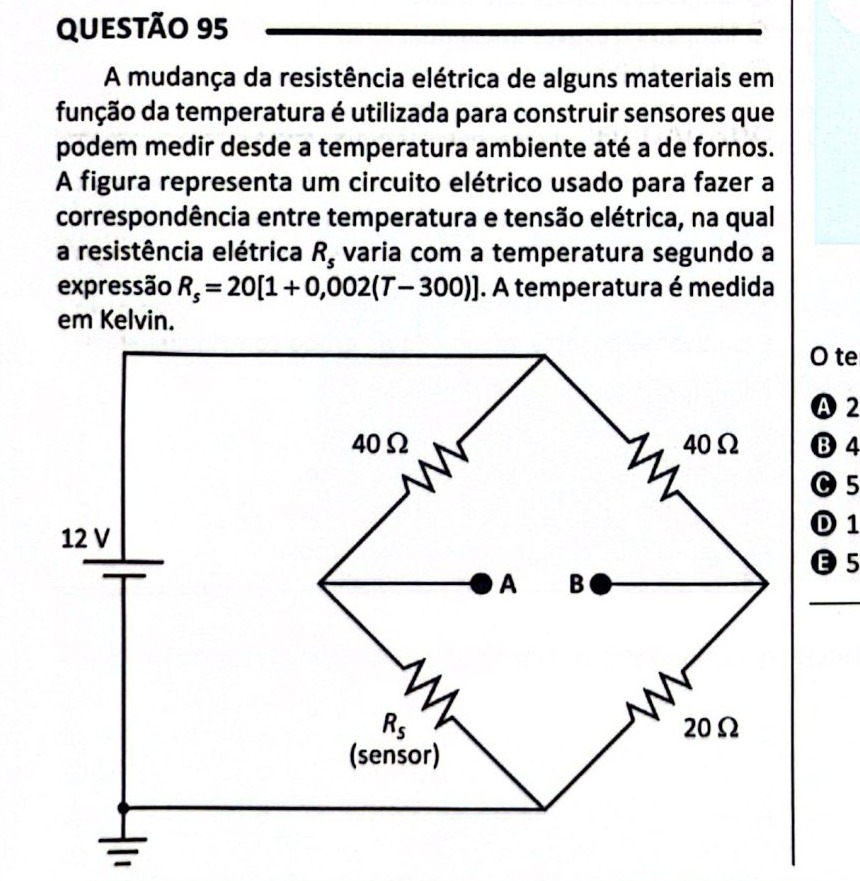 QUESTÃO 95
A mudança da resistência elétrica de alguns materiais em
função da temperatura é utilizada para construir sensores que
podem medir desde a temperatura ambiente até a de fornos.
A figura representa um circuito elétrico usado para fazer a
correspondência entre temperatura e tensão elétrica, na qual
a resistência elétrica Rₛ varia com a temperatura segundo a
expressão Rₛ = 20[1 + 0,002(T − 300)]. A temperatura é medida
em Kelvin.
40 Ω
40 Ω
12 V
A
B
Rₛ
(sensor)
20 Ω
O te
A 2
B 4
C 5
D 1
E 5